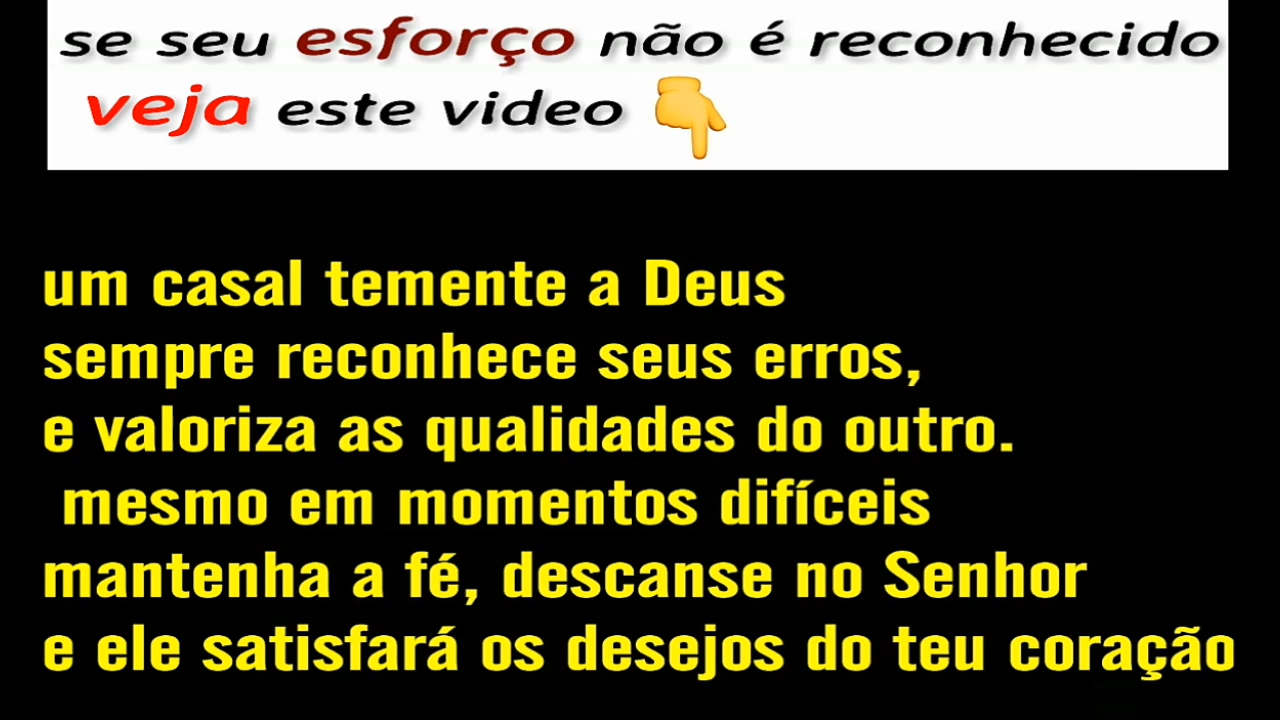 se seu esforço não é reconhecido
veja este video 👇
um casal temente a Deus
sempre reconhece seus erros,
e valoriza as qualidades do outro.
mesmo em momentos difíceis
mantenha a fé, descanse no Senhor
e ele satisfará os desejos do teu coração